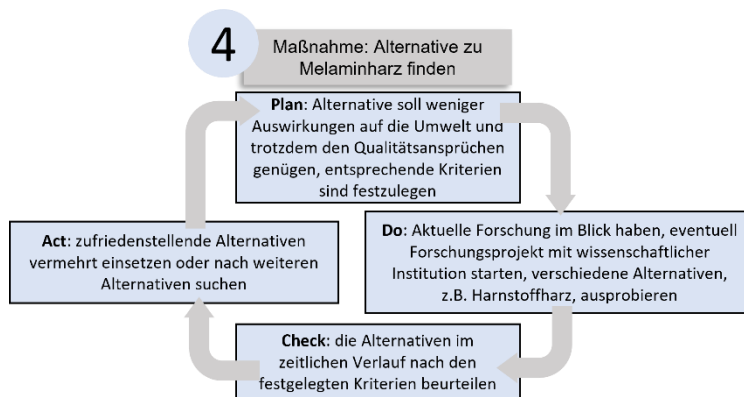 4
Maßnahme: Alternative zu
Melaminharz finden
Plan: Alternative soll weniger
Auswirkungen auf die Umwelt und
trotzdem den Qualitätsansprüchen
genügen, entsprechende Kriterien
sind festzulegen
Do: Aktuelle Forschung im Blick haben, eventuell
Forschungsprojekt mit wissenschaftlicher
Institution starten, verschiedene Alternativen,
z.B. Harnstoffharz, ausprobieren
Check: die Alternativen im
zeitlichen Verlauf nach den
festgelegten Kriterien beurteilen
Act: zufriedenstellende Alternativen
vermehrt einsetzen oder nach weiteren
Alternativen suchen